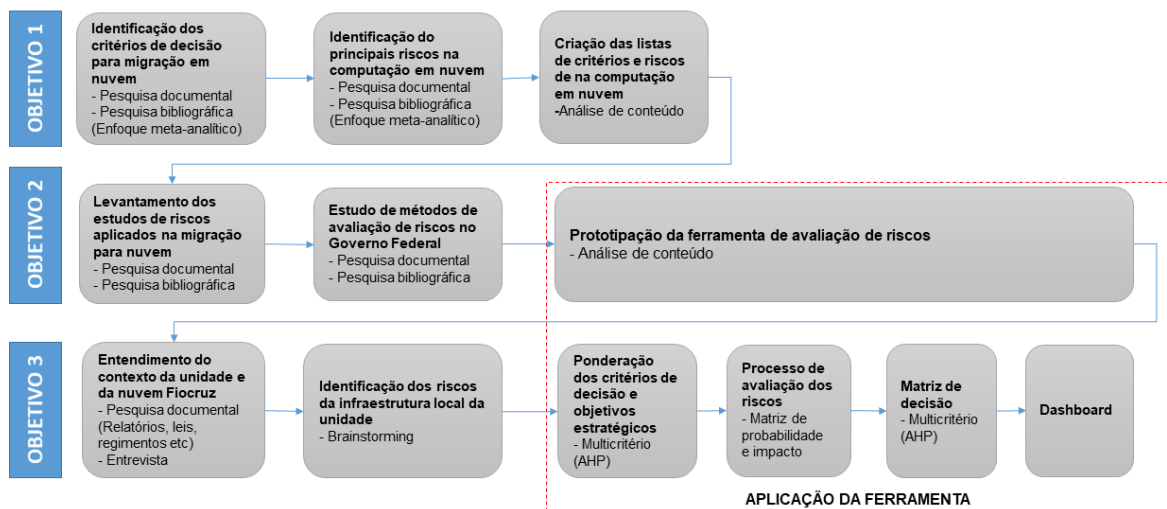 OBJETIVO 1
Identificação dos
critérios de decisão
para migração em
nuvem
- Pesquisa documental
- Pesquisa bibliográfica
(Enfoque meta-analítico)
Identificação do
principais riscos na
computação em nuvem
- Pesquisa documental
- Pesquisa bibliográfica
(Enfoque meta-analítico)
Criação das listas
de critérios e riscos
de na computação
em nuvem
-Análise de conteúdo
OBJETIVO 2
Levantamento dos
estudos de riscos
aplicados na migração
para nuvem
- Pesquisa documental
- Pesquisa bibliográfica
Estudo de métodos de
avaliação de riscos no
Governo Federal
- Pesquisa documental
- Pesquisa bibliográfica
Prototipação da ferramenta de avaliação de riscos
- Análise de conteúdo
OBJETIVO 3
Entendimento do
contexto da unidade e
da nuvem Fiocruz
- Pesquisa documental
(Relatórios, leis,
regimentos etc)
- Entrevista
Identificação dos riscos
da infraestrutura local da
unidade
- Brainstorming
Ponderação
dos critérios de
decisão e
objetivos
estratégicos
- Multicritério
(AHP)
Processo de
avaliação dos
riscos
- Matriz de
probabilidade
e impacto
Matriz de
decisão
- Multicritério
(AHP)
Dashboard
APLICAÇÃO DA FERRAMENTA